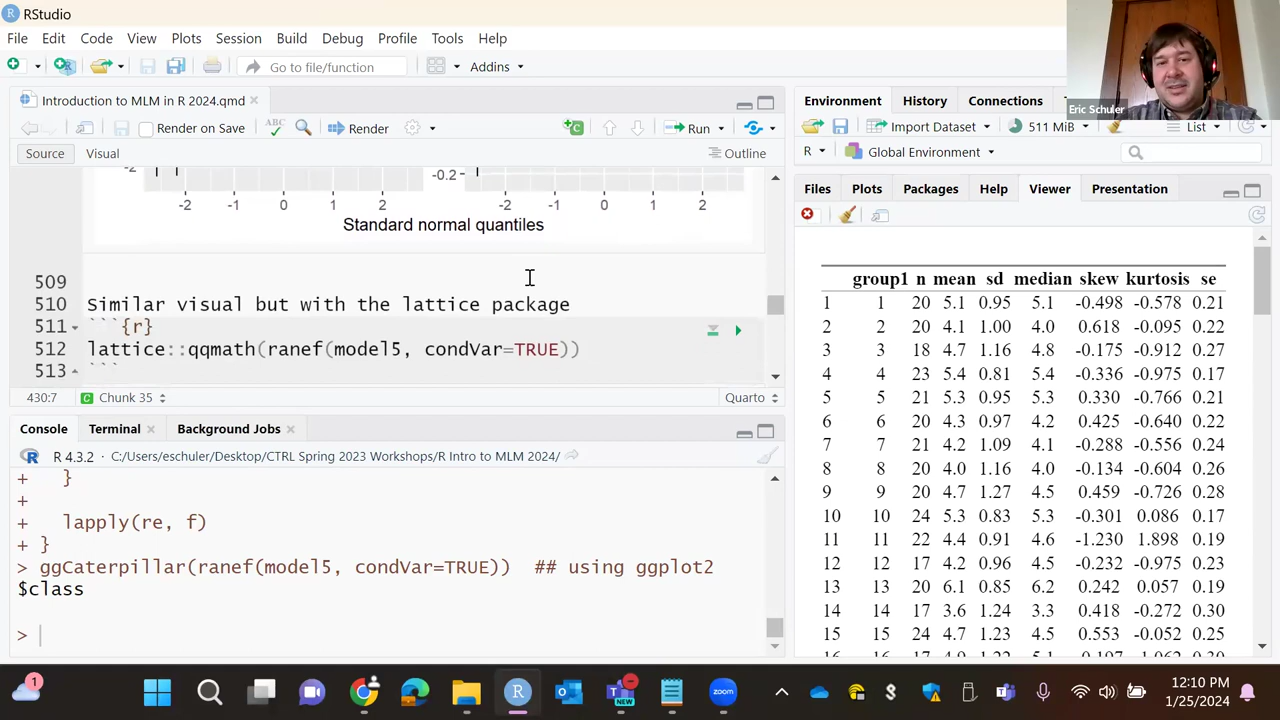 RStudio
File Edit Code View Plots Session Build Debug Profile Tools Help
Go to file/function Addins
Eric Schuler
Introduction to MLM in R 2024.qmd
Render on Save ABC Render Run
Source Visual Outline
-2 -0.2
-2 -1 0 1 2 -2 -1 0 1 2
Standard normal quantiles
509
510 Similar visual but with the lattice package
511 ```{r}
512 lattice::qqmath(ranef(model5, condVar=TRUE))
513 ```
430:7 Chunk 35 Quarto
Console Terminal Background Jobs
R 4.3.2 · C:/Users/eschuler/Desktop/CTRL Spring 2023 Workshops/R Intro to MLM 2024/
+ }
+
+ lapply(re, f)
+ }
> ggCaterpillar(ranef(model5, condVar=TRUE)) ## using ggplot2
$class
>
Environment History Connections
Import Dataset 511 MiB List
R Global Environment
Files Plots Packages Help Viewer Presentation
group1 n mean sd median skew kurtosis se
1 1 20 5.1 0.95 5.1 -0.498 -0.578 0.21
2 2 20 4.1 1.00 4.0 0.618 -0.095 0.22
3 3 18 4.7 1.16 4.8 -0.175 -0.912 0.27
4 4 23 5.4 0.81 5.4 -0.336 -0.975 0.17
5 5 21 5.3 0.95 5.3 0.330 -0.766 0.21
6 6 20 4.3 0.97 4.2 0.425 -0.640 0.22
7 7 21 4.2 1.09 4.1 -0.288 -0.556 0.24
8 8 20 4.0 1.16 4.0 -0.134 -0.604 0.26
9 9 20 4.7 1.27 4.5 0.459 -0.726 0.28
10 10 24 5.3 0.83 5.3 -0.301 0.086 0.17
11 11 22 4.4 0.91 4.6 -1.230 1.898 0.19
12 12 17 4.2 0.96 4.5 -0.232 -0.975 0.23
13 13 20 6.1 0.85 6.2 0.242 0.057 0.19
14 14 17 3.6 1.24 3.3 0.418 -0.272 0.30
15 15 24 4.7 1.23 4.5 0.553 -0.052 0.25
1 NEW zoom
12:10 PM
1/25/2024